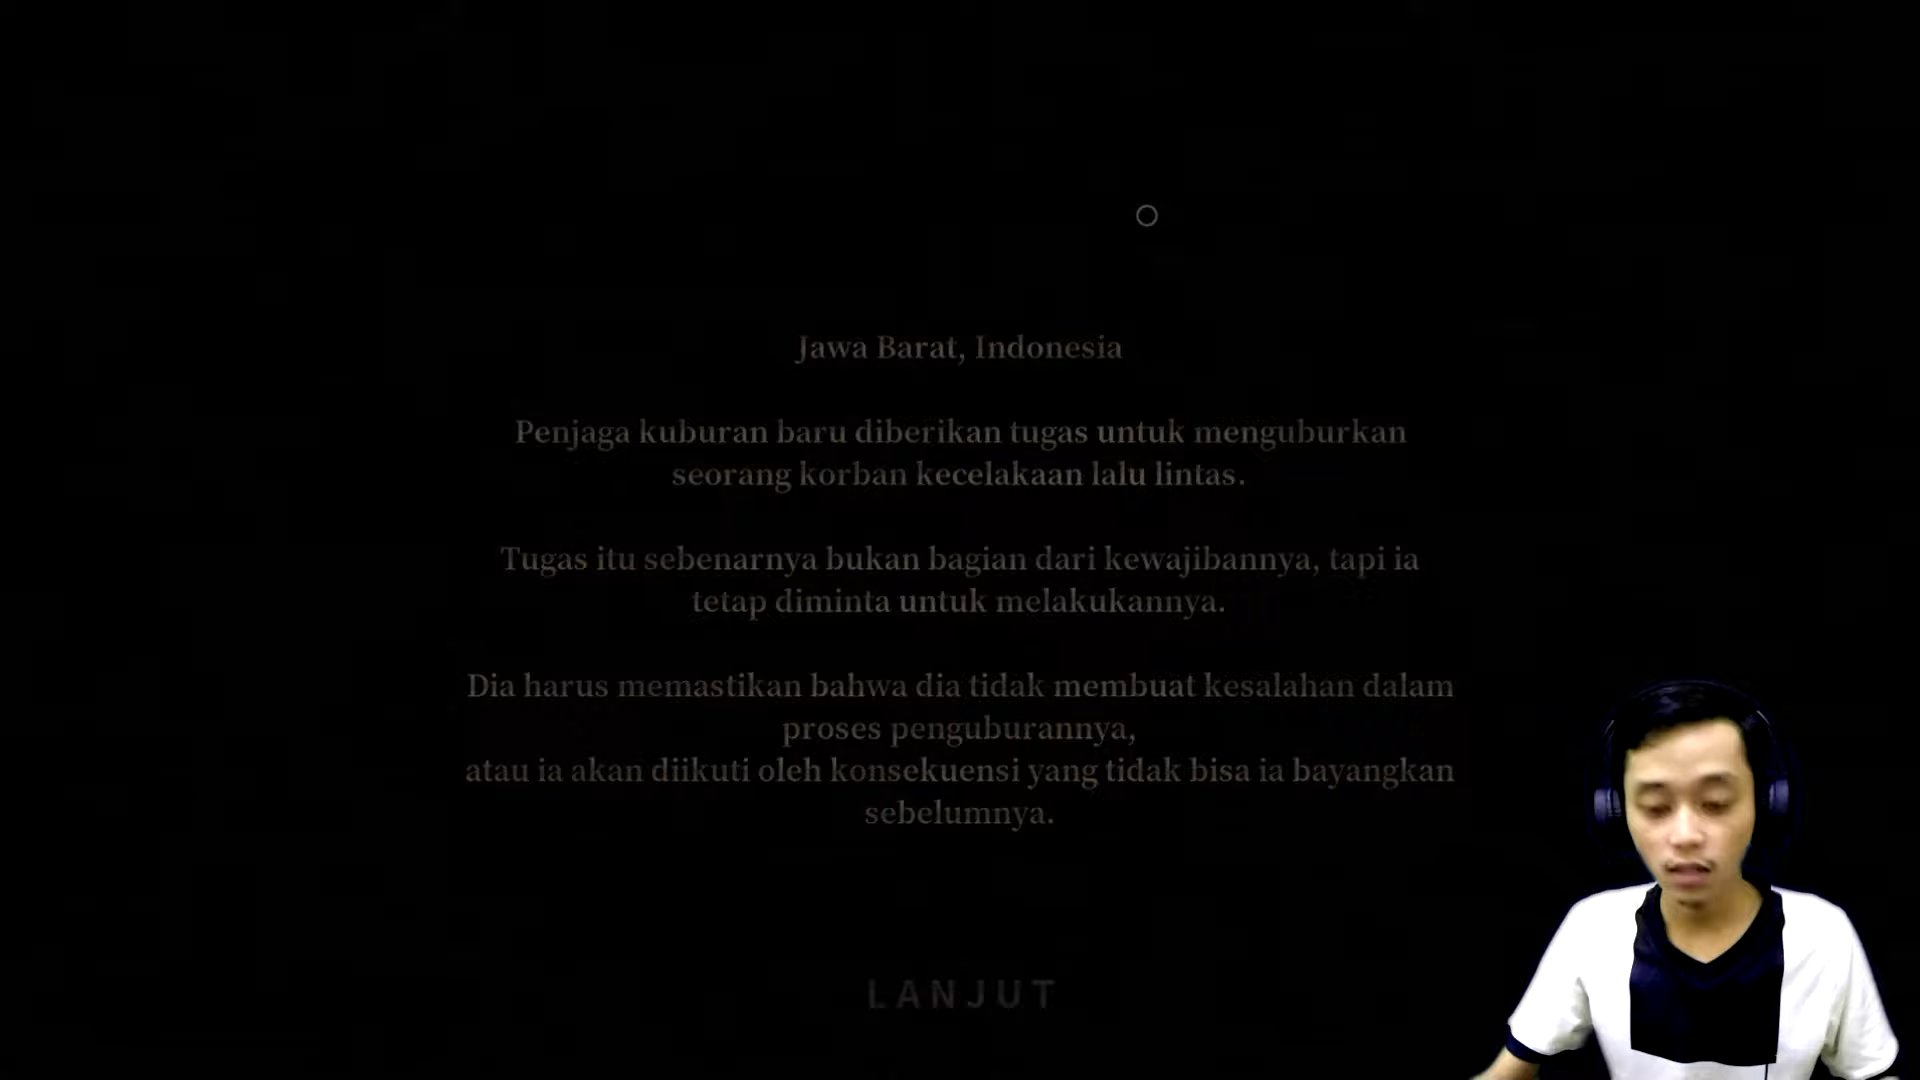 Jawa Barat, Indonesia
Penjaga kuburan baru diberikan tugas untuk menguburkan
seorang korban kecelakaan lalu lintas.
Tugas itu sebenarnya bukan bagian dari kewajibannya, tapi ia
tetap diminta untuk melakukannya.
Dia harus memastikan bahwa dia tidak membuat kesalahan dalam
proses penguburannya,
atau ia akan diikuti oleh konsekuensi yang tidak bisa ia bayangkan
sebelumnya.
LANJUT